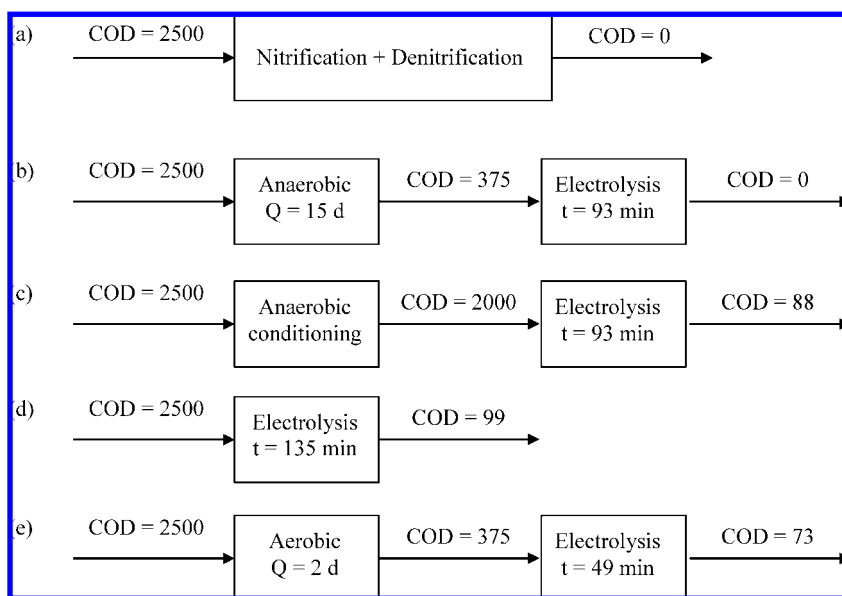 (a) COD = 2500 COD = 0
Nitrification + Denitrification
(b) COD = 2500 COD = 375 COD = 0
Anaerobic Electrolysis
Q = 15 d t = 93 min
(c) COD = 2500 COD = 2000 COD = 88
Anaerobic Electrolysis
conditioning t = 93 min
(d) COD = 2500 COD = 99
Electrolysis
t = 135 min
(e) COD = 2500 COD = 375 COD = 73
Aerobic Electrolysis
Q = 2 d t = 49 min